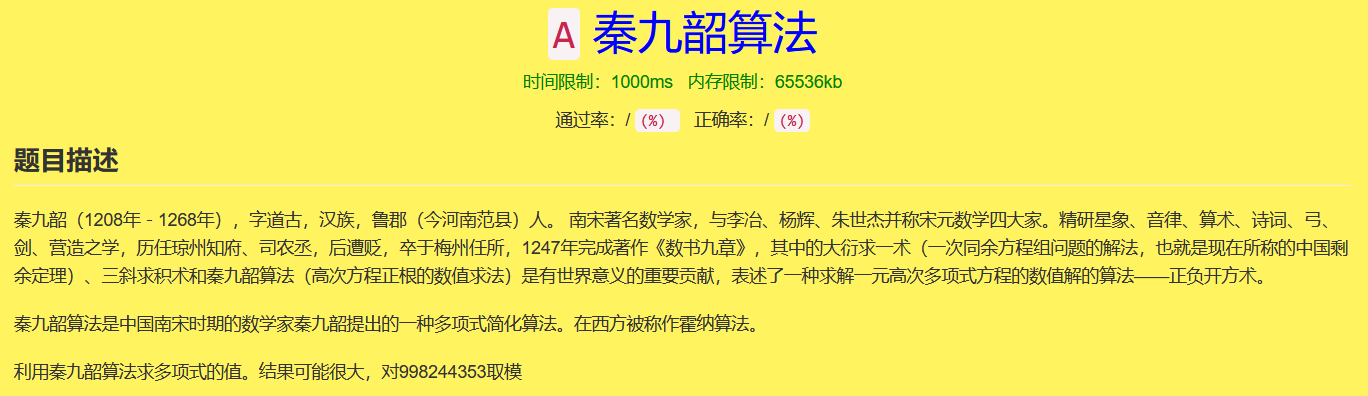 A 秦九韶算法
时间限制：1000ms 内存限制：65536kb
通过率：/ (%) 正确率：/ (%)
题目描述
秦九韶（1208年－1268年），字道古，汉族，鲁郡（今河南范县）人。 南宋著名数学家，与李冶、杨辉、朱世杰并称宋元数学四大家。精研星象、音律、算术、诗词、弓、
剑、营造之学，历任琼州知府、司农丞，后遭贬，卒于梅州任所，1247年完成著作《数书九章》，其中的大衍求一术（一次同余方程组问题的解法，也就是现在所称的中国剩
余定理）、三斜求积术和秦九韶算法（高次方程正根的数值求法）是有世界意义的重要贡献，表述了一种求解一元高次多项式方程的数值解的算法——正负开方术。
秦九韶算法是中国南宋时期的数学家秦九韶提出的一种多项式简化算法。在西方被称作霍纳算法。
利用秦九韶算法求多项式的值。结果可能很大，对998244353取模